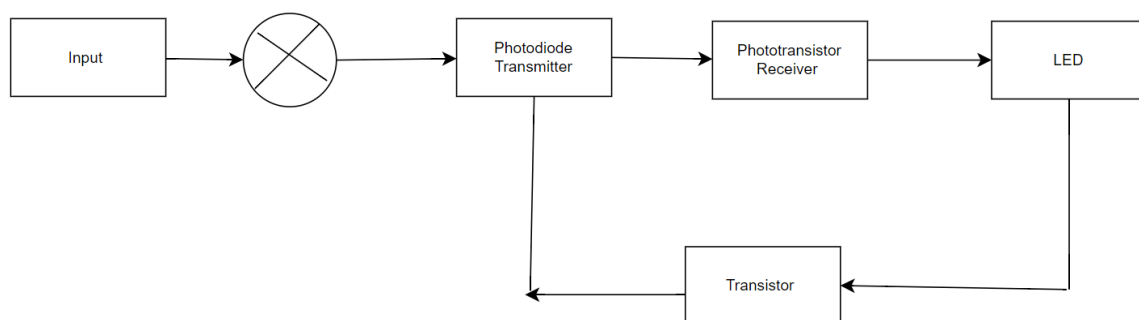 Input
Photodiode
Transmitter
Phototransistor
Receiver
LED
Transistor